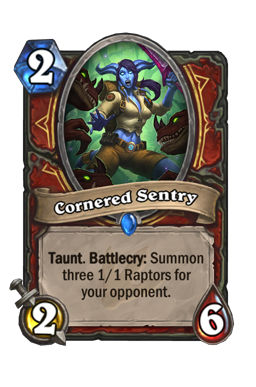 2
Cornered Sentry
Taunt. Battlecry: Summon
three 1/1 Raptors for
your opponent.
2
6